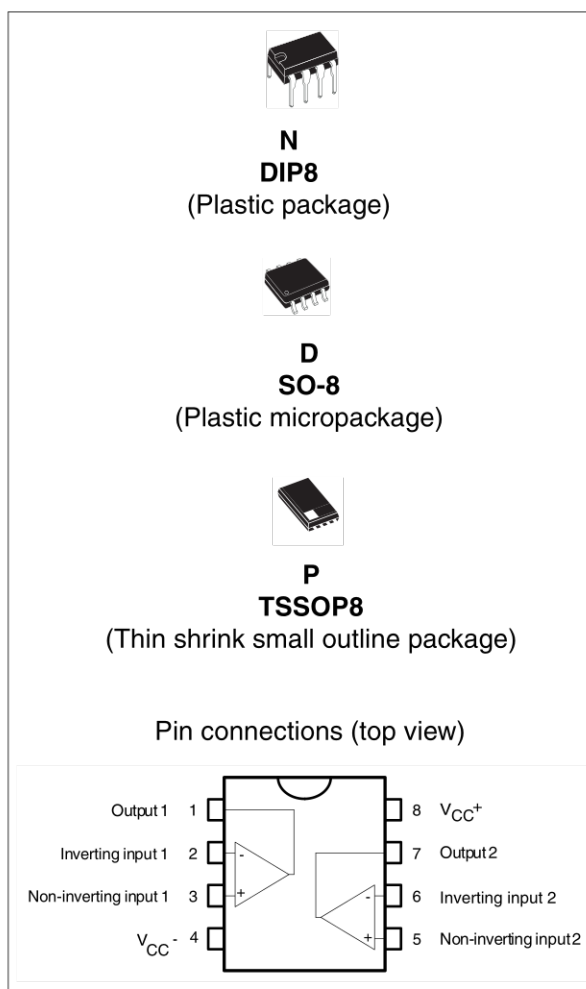 N
DIP8
(Plastic package)
D
SO-8
(Plastic micropackage)
P
TSSOP8
(Thin shrink small outline package)
Pin connections (top view)
Output 1 1 8 VCC+
Inverting input 1 2 - 7 Output 2
Non-inverting input 1 3 + - 6 Inverting input 2
VCC- 4 + 5 Non-inverting input 2